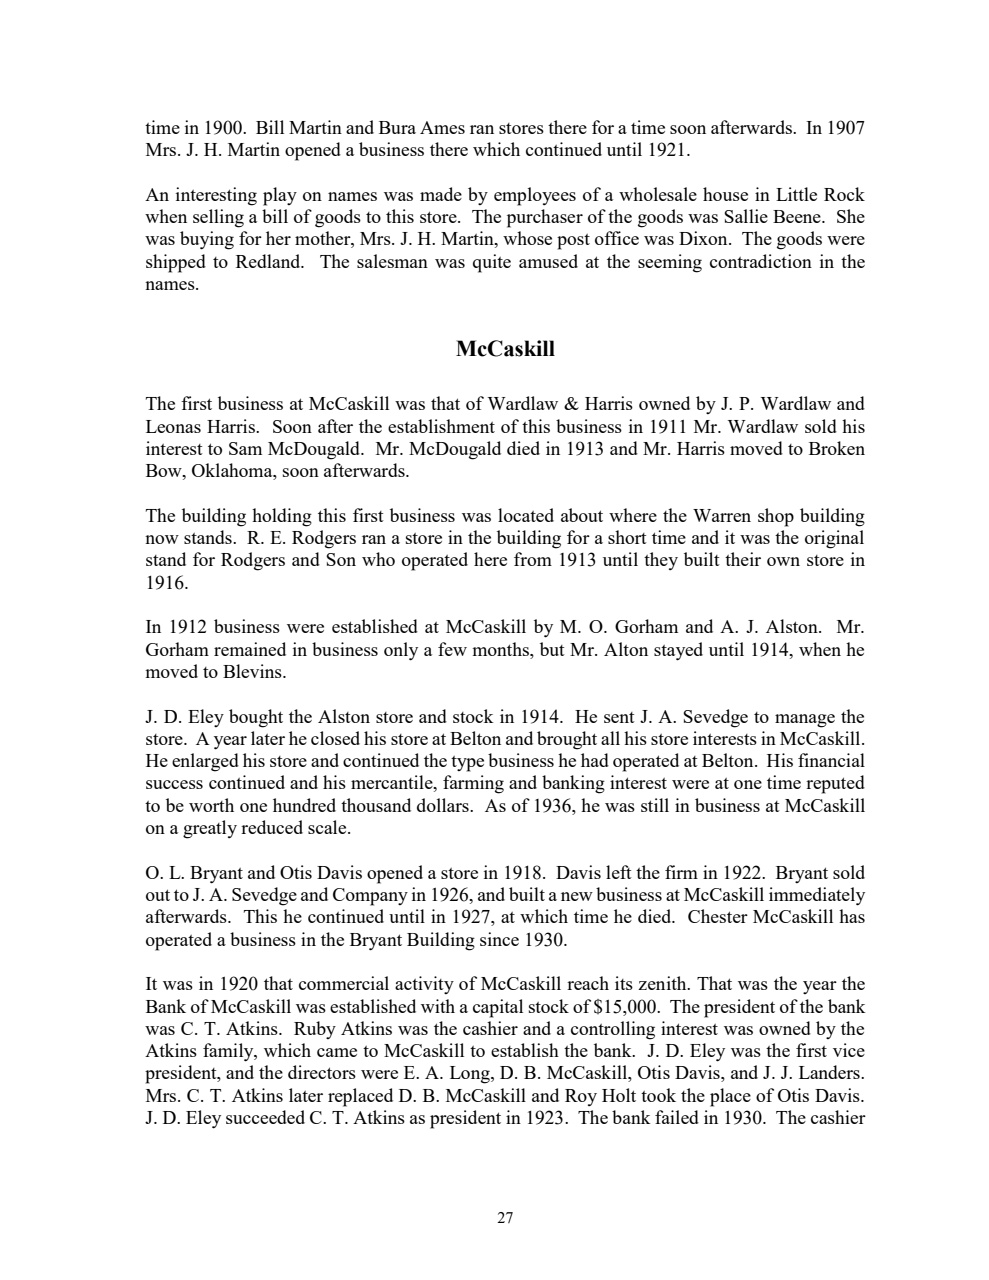 time in 1900.  Bill Martin and Bura Ames ran stores there for a time soon afterwards.  In 1907
Mrs. J. H. Martin opened a business there which continued until 1921.
An interesting play on names was made by employees of a wholesale house in Little Rock
when selling a bill of goods to this store.  The purchaser of the goods was Sallie Beene.  She
was buying for her mother, Mrs. J. H. Martin, whose post office was Dixon.  The goods were
shipped to Redland.  The salesman was quite amused at the seeming contradiction in the
names.
McCaskill
The first business at McCaskill was that of Wardlaw & Harris owned by J. P. Wardlaw and
Leonas Harris.  Soon after the establishment of this business in 1911 Mr. Wardlaw sold his
interest to Sam McDougald.  Mr. McDougald died in 1913 and Mr. Harris moved to Broken
Bow, Oklahoma, soon afterwards.
The building holding this first business was located about where the Warren shop building
now stands.  R. E. Rodgers ran a store in the building for a short time and it was the original
stand for Rodgers and Son who operated here from 1913 until they built their own store in
1916.
In 1912 business were established at McCaskill by M. O. Gorham and A. J. Alston.  Mr.
Gorham remained in business only a few months, but Mr. Alton stayed until 1914, when he
moved to Blevins.
J. D. Eley bought the Alston store and stock in 1914.  He sent J. A. Sevedge to manage the
store.  A year later he closed his store at Belton and brought all his store interests in McCaskill.
He enlarged his store and continued the type business he had operated at Belton.  His financial
success continued and his mercantile, farming and banking interest were at one time reputed
to be worth one hundred thousand dollars.  As of 1936, he was still in business at McCaskill
on a greatly reduced scale.
O. L. Bryant and Otis Davis opened a store in 1918.  Davis left the firm in 1922.  Bryant sold
out to J. A. Sevedge and Company in 1926, and built a new business at McCaskill immediately
afterwards.  This he continued until in 1927, at which time he died.  Chester McCaskill has
operated a business in the Bryant Building since 1930.
It was in 1920 that commercial activity of McCaskill reach its zenith. That was the year the
Bank of McCaskill was established with a capital stock of $15,000.  The president of the bank
was C. T. Atkins.  Ruby Atkins was the cashier and a controlling interest was owned by the
Atkins family, which came to McCaskill to establish the bank.  J. D. Eley was the first vice
president, and the directors were E. A. Long, D. B. McCaskill, Otis Davis, and J. J. Landers.
Mrs. C. T. Atkins later replaced D. B. McCaskill and Roy Holt took the place of Otis Davis.
J. D. Eley succeeded C. T. Atkins as president in 1923.  The bank failed in 1930.  The cashier
27